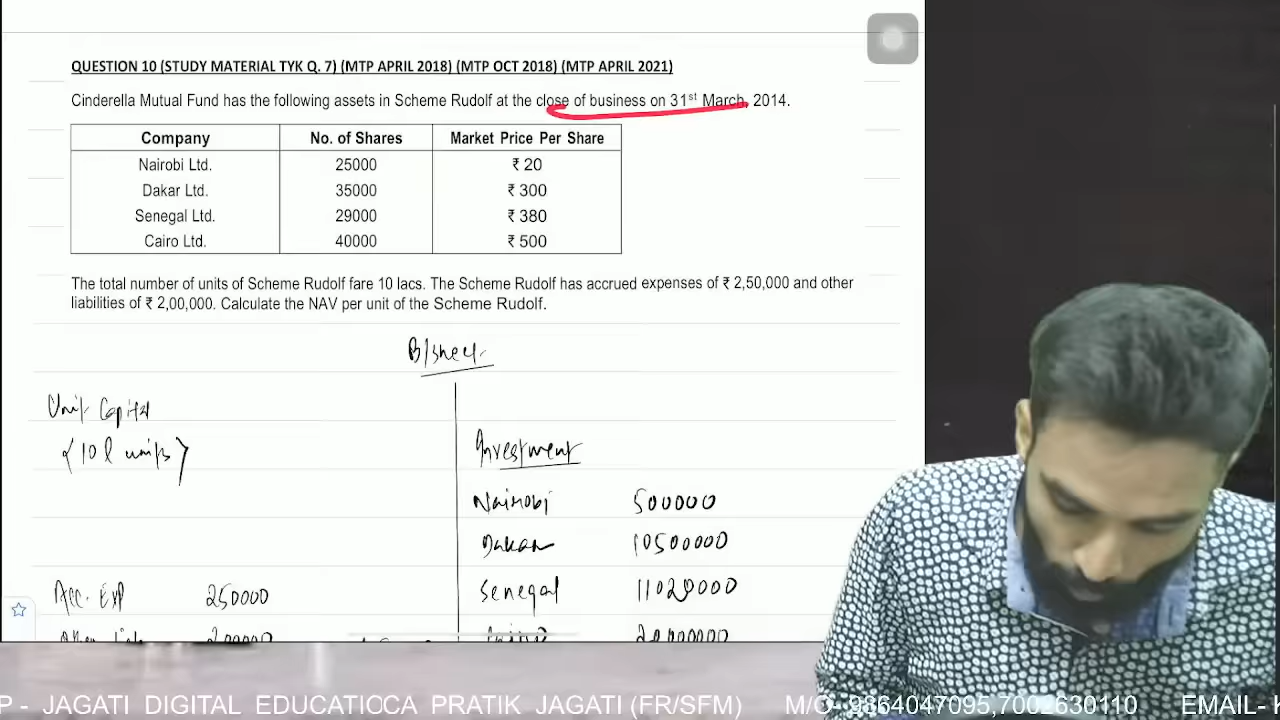 QUESTION 10 (STUDY MATERIAL TYK Q. 7) (MTP APRIL 2018) (MTP OCT 2018) (MTP APRIL 2021)
Cinderella Mutual Fund has the following assets in Scheme Rudolf at the close of business on 31st March, 2014.
Company No. of Shares Market Price Per Share
Nairobi Ltd. 25000 ₹ 20
Dakar Ltd. 35000 ₹ 300
Senegal Ltd. 29000 ₹ 380
Cairo Ltd. 40000 ₹ 500
The total number of units of Scheme Rudolf fare 10 lacs. The Scheme Rudolf has accrued expenses of ₹ 2,50,000 and other
liabilities of ₹ 2,00,000. Calculate the NAV per unit of the Scheme Rudolf.
B/sheet
Unit Capital
{10 l units}
Investment
Nairobi 500000
Dakar 10500000
Acc. Exp 250000
Senegal 11020000
200000
20000000
P - JAGATI DIGITAL EDUCATIOCA PRATIK JAGATI (FR/SFM) M/O- 9864047095,7002630110 EMAIL-